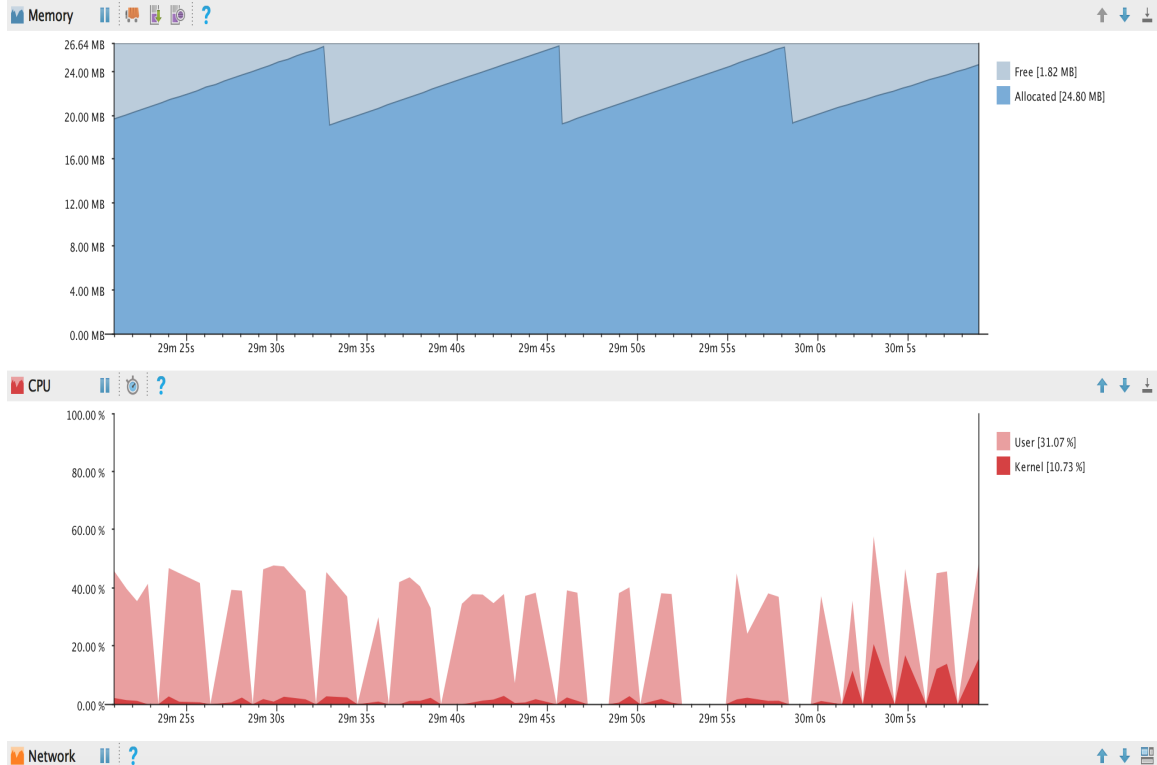 Memory ?
26.64 MB
24.00 MB
20.00 MB
16.00 MB
12.00 MB
8.00 MB
4.00 MB
0.00 MB
Free [1.82 MB]
Allocated [24.80 MB]
29m 25s 29m 30s 29m 35s 29m 40s 29m 45s 29m 50s 29m 55s 30m 0s 30m 5s
CPU ?
100.00 %
80.00 %
60.00 %
40.00 %
20.00 %
0.00 %
User [31.07 %]
Kernel [10.73 %]
29m 25s 29m 30s 29m 35s 29m 40s 29m 45s 29m 50s 29m 55s 30m 0s 30m 5s
Network ?